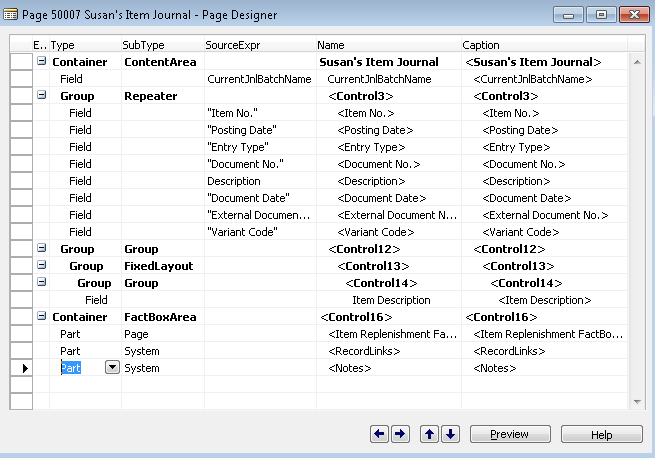 Page 50007 Susan's Item Journal - Page Designer
E.. Type SubType SourceExpr Name Caption
Container ContentArea Susan's Item Journal <Susan's Item Journal>
Field CurrentJnlBatchName CurrentJnlBatchName <CurrentJnlBatchName>
Group Repeater <Control3> <Control3>
Field "Item No." <Item No.> <Item No.>
Field "Posting Date" <Posting Date> <Posting Date>
Field "Entry Type" <Entry Type> <Entry Type>
Field "Document No." <Document No.> <Document No.>
Field Description <Description> <Description>
Field "Document Date" <Document Date> <Document Date>
Field "External Documen... <External Document N... <External Document No.>
Field "Variant Code" <Variant Code> <Variant Code>
Group Group <Control12> <Control12>
Group FixedLayout <Control13> <Control13>
Group Group <Control14> <Control14>
Field Item Description <Item Description>
Container FactBoxArea <Control16> <Control16>
Part Page <Item Replenishment Fa... <Item Replenishment FactBo...
Part System <RecordLinks> <RecordLinks>
Part System <Notes> <Notes>
Preview Help